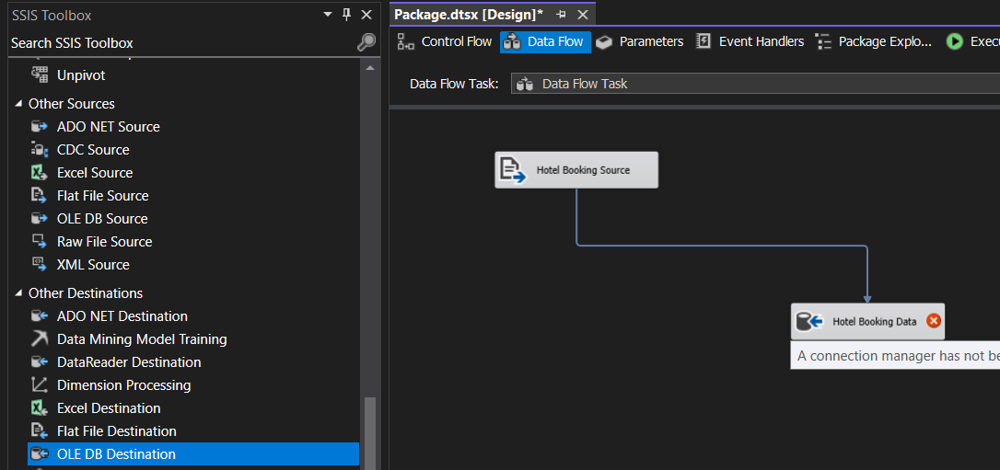 SSIS Toolbox
Search SSIS Toolbox
Unpivot
Other Sources
ADO NET Source
CDC Source
Excel Source
Flat File Source
OLE DB Source
Raw File Source
XML Source
Other Destinations
ADO NET Destination
Data Mining Model Training
DataReader Destination
Dimension Processing
Excel Destination
Flat File Destination
OLE DB Destination
Package.dtsx [Design]*
Control Flow Data Flow Parameters Event Handlers Package Explo... Execu
Data Flow Task: Data Flow Task
Hotel Booking Source
Hotel Booking Data
A connection manager has not be